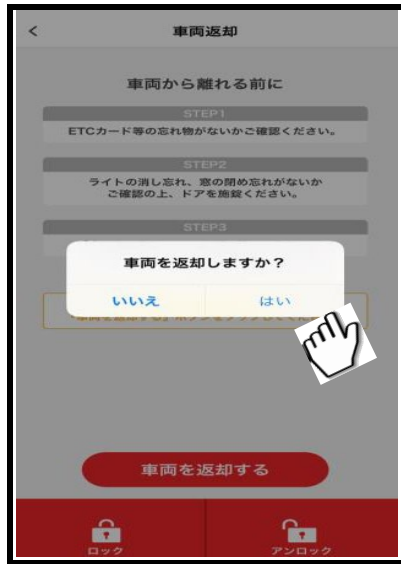 車両返却
車両から離れる前に
STEP1
ETCカード等の忘れ物がないかご確認ください。
STEP2
ライトの消し忘れ、窓の閉め忘れがないか
ご確認の上、ドアを施錠ください。
STEP3
車両を返却しますか？
いいえ
はい
車両を返却する
ロック
アンロック